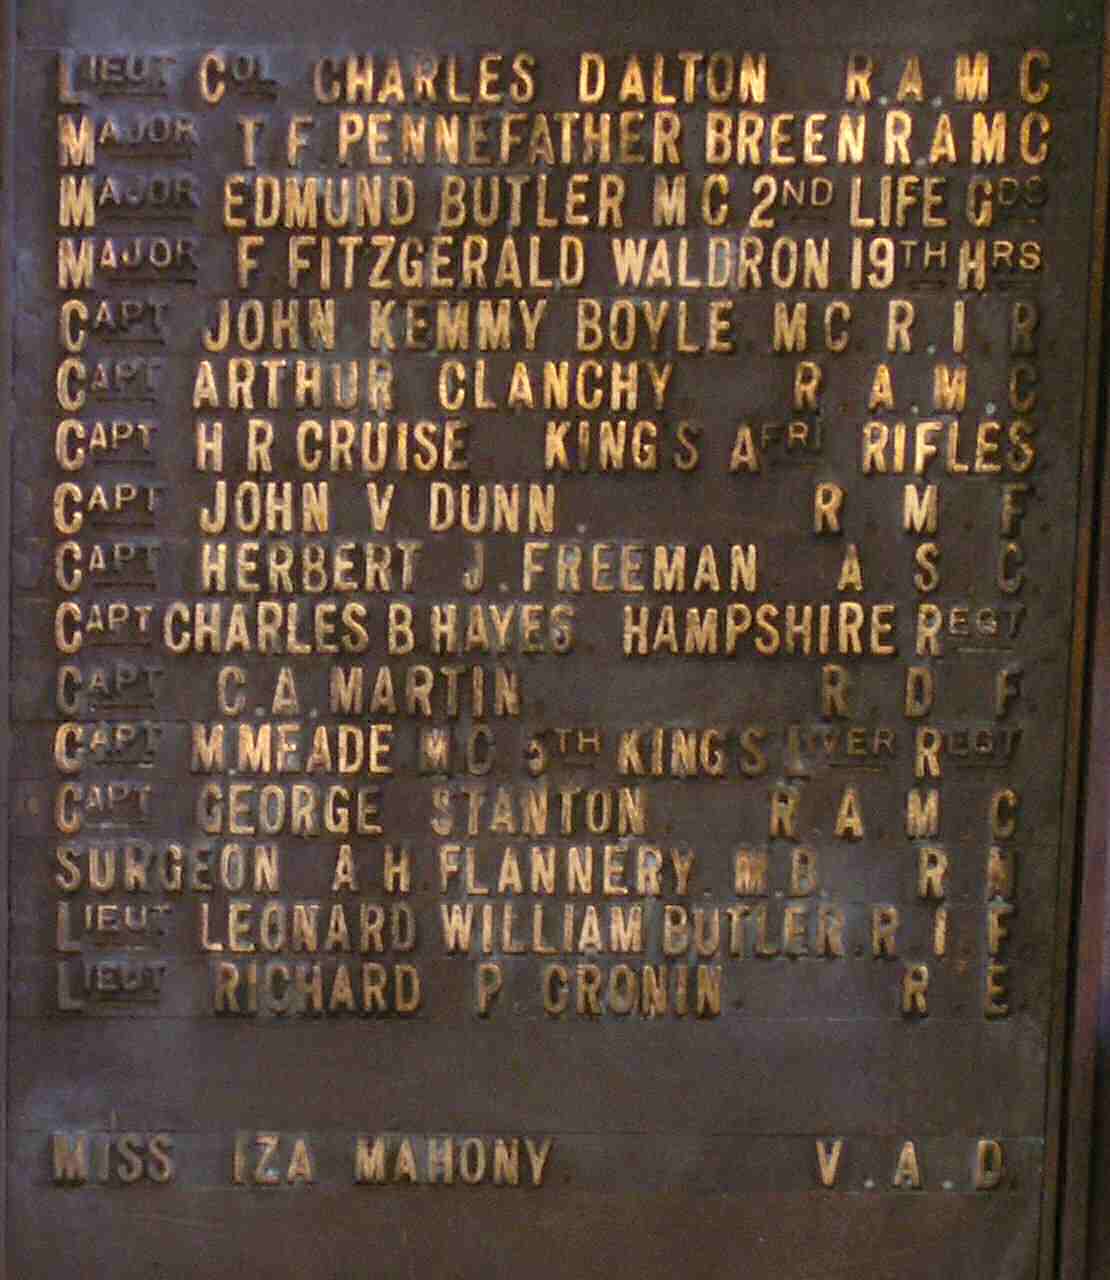 LIEUT COL CHARLES DALTON R.A.M.C
MAJOR T F PENNEFATHER BREEN R.A.M.C
MAJOR EDMUND BUTLER M C 2ND LIFE GDS
MAJOR F FITZGERALD WALDRON 19TH HRS
CAPT JOHN KEMMY BOYLE M C R.I.R
CAPT ARTHUR CLANCHY R.A.M.C
CAPT H R CRUISE KINGS AFRI RIFLES
CAPT JOHN V DUNN R.M.F
CAPT HERBERT J. FREEMAN A.S.C
CAPT CHARLES B HAYES HAMPSHIRE REGT
CAPT C.A. MARTIN R.D.F
CAPT M. MEADE M C 5TH KINGS LIVER REGT
CAPT GEORGE STANTON R.A.M.C
SURGEON A.H. FLANNERY. M.B. R.N
LIEUT LEONARD WILLIAM BUTLER. R.I.F
LIEUT RICHARD P. CRONIN R.E.
MISS IZA MAHONY V.A.D.